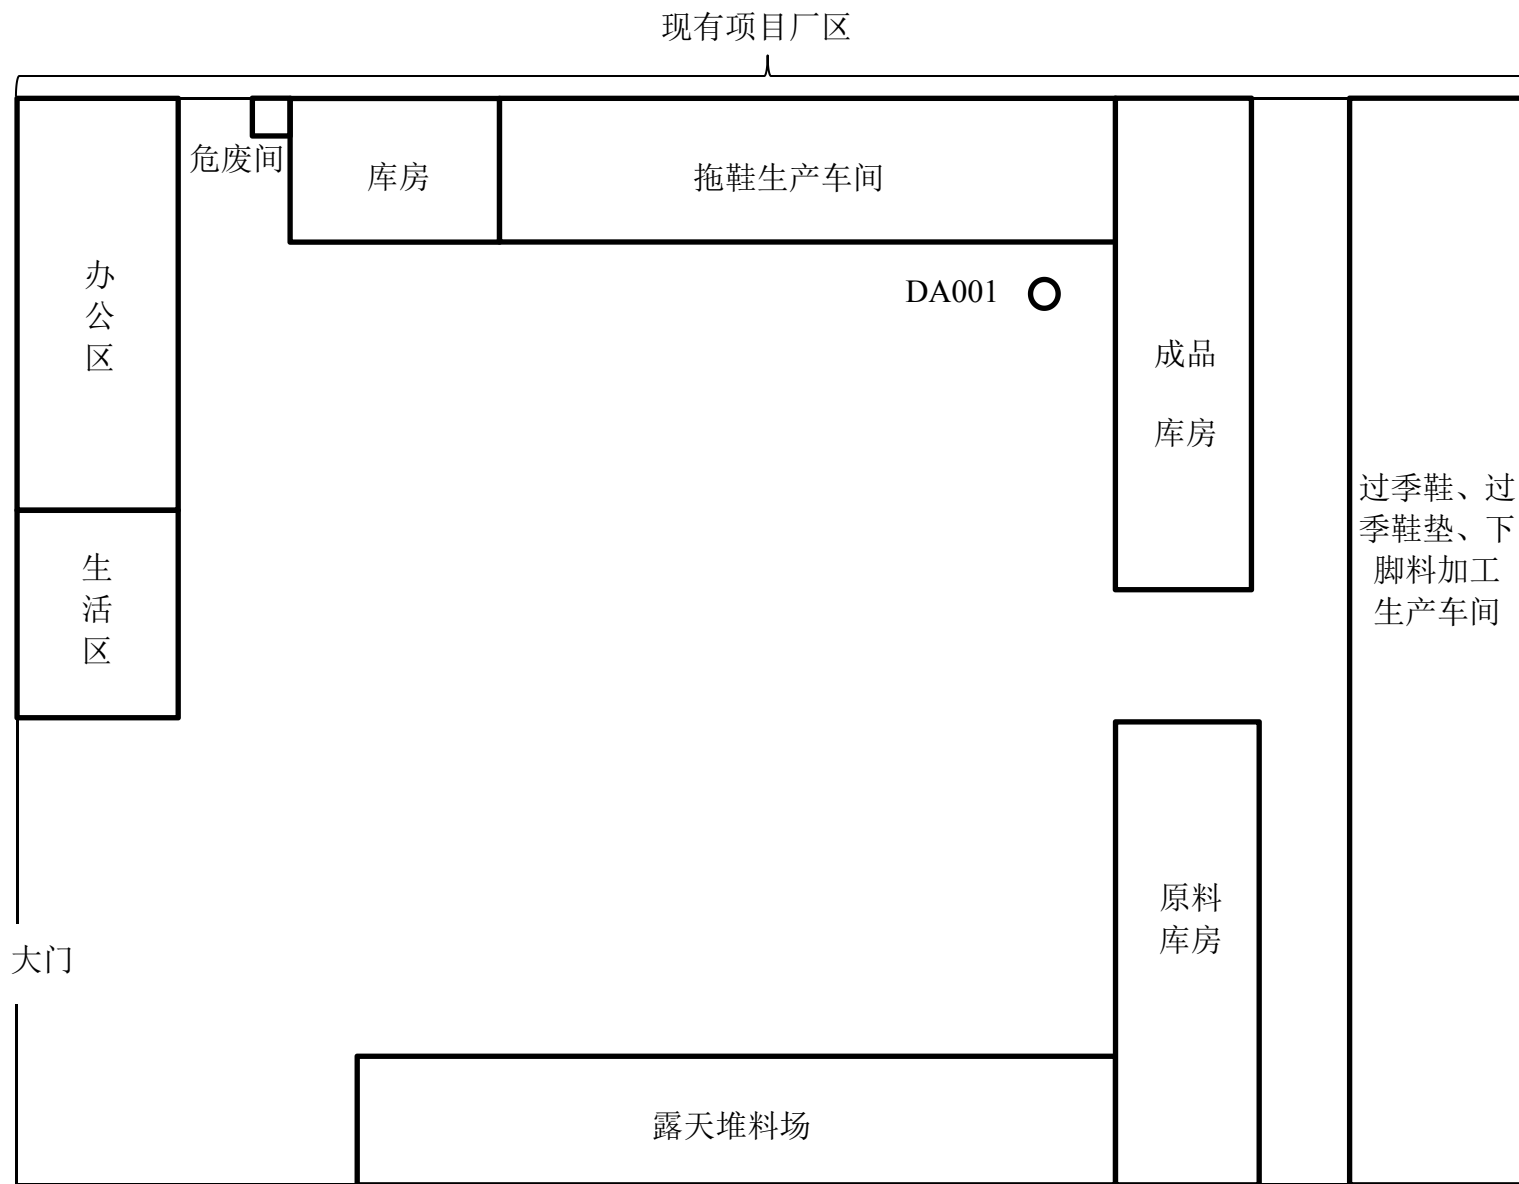 现有项目厂区
危废间
库房
拖鞋生产车间
办
公
区
DA001
成品
库房
过季鞋、过
季鞋垫、下
脚料加工
生产车间
生
活
区
原料
库房
大门
露天堆料场